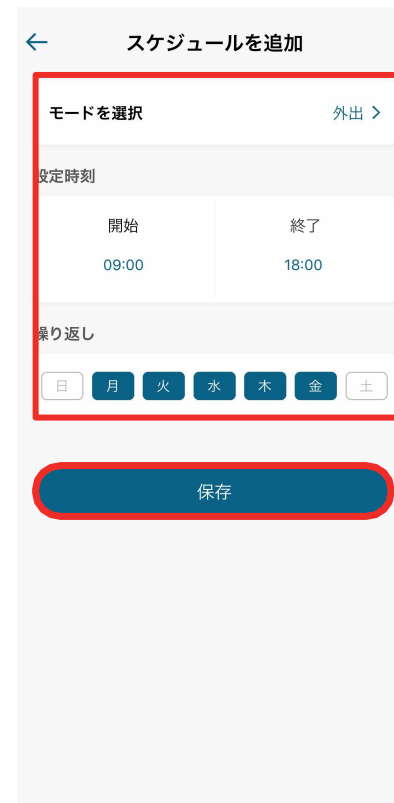 スケジュールを追加
モードを選択 外出
設定時刻
開始 終了
09:00 18:00
繰り返し
日 月 火 水 木 金 土
保存